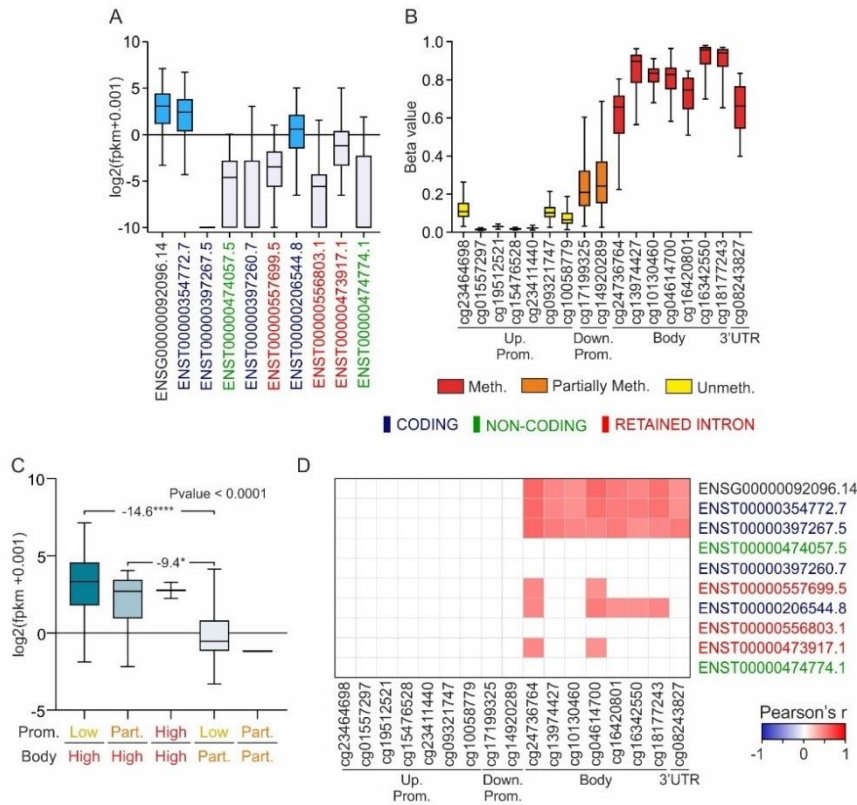 A
log2(fpkm+0.001)
10
5
0
-5
-10
ENSG00000092096.14
ENST00000354772.7
ENST00000397267.5
ENST00000474057.5
ENST00000397260.7
ENST00000557699.5
ENST00000206544.8
ENST00000556803.1
ENST00000473917.1
ENST00000474774.1
B
Beta value
1.0
0.8
0.6
0.4
0.2
0.0
cg23464698
cg01557297
cg19512521
cg15476528
cg23411440
cg09321747
cg10058779
cg17199325
cg14920289
cg24736764
cg13974427
cg10130460
cg04614700
cg16420801
cg16342550
cg18177243
cg08243827
Up. Prom.
Down. Prom.
Body
3'UTR
Meth. Partially Meth. Unmeth.
CODING NON-CODING RETAINED INTRON
C
log2(fpkm +0.001)
10
5
0
-5
Pvalue < 0.0001
-14.6****
-9.4*
Prom. Low Part. High Low Part.
Body High High High Part. Part.
D
ENSG00000092096.14
ENST00000354772.7
ENST00000397267.5
ENST00000474057.5
ENST00000397260.7
ENST00000557699.5
ENST00000206544.8
ENST00000556803.1
ENST00000473917.1
ENST00000474774.1
cg23464698
cg01557297
cg19512521
cg15476528
cg23411440
cg09321747
cg10058779
cg17199325
cg14920289
cg24736764
cg13974427
cg10130460
cg04614700
cg16420801
cg16342550
cg18177243
cg08243827
Up. Prom.
Down. Prom.
Body
3'UTR
Pearson's r
-1 0 1